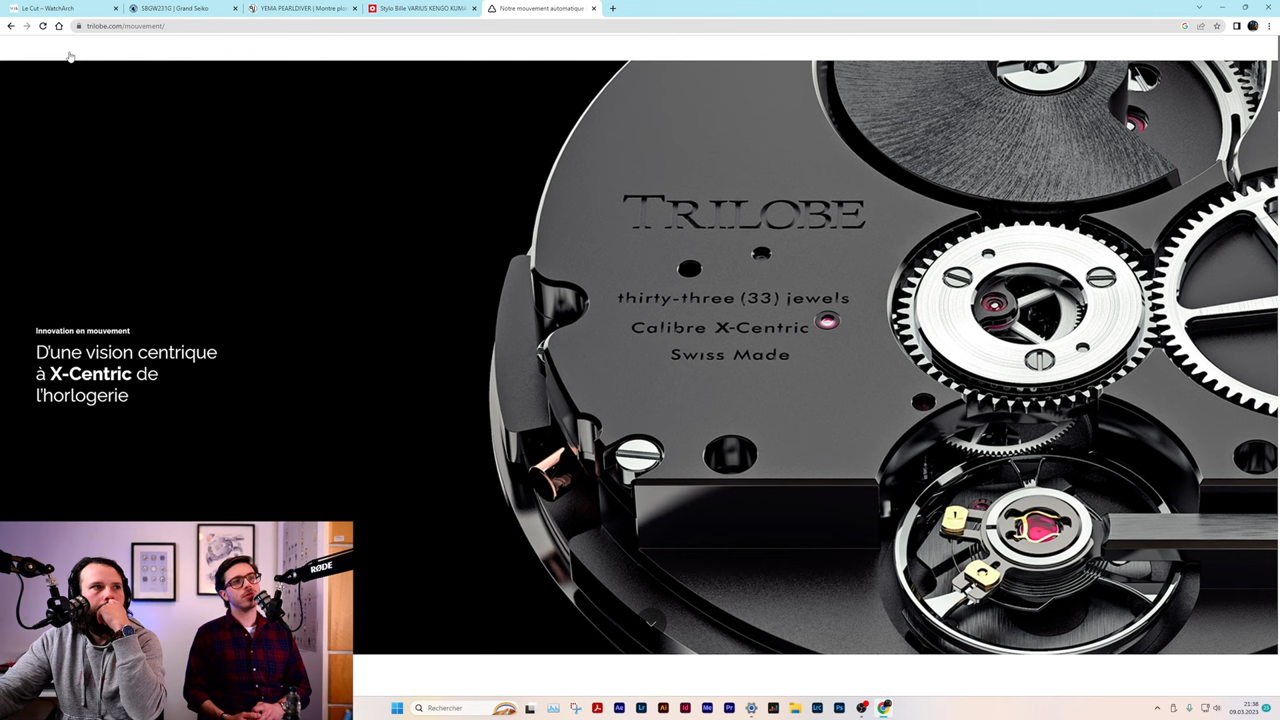 Le Cut – WatchArch
SBGW231G | Grand Seiko
YEMA PEARLDIVER | Montre plon
Stylo Bille VARIUS KENGO KUMA
Notre mouvement automatique
trilobe.com/mouvement/
TRILOBE
thirty-three (33) jewels
Calibre X-Centric
Swiss Made
Innovation en mouvement
D'une vision centrique
à X-Centric de
l'horlogerie
RØDE
Rechercher
21:38
09.03.2023